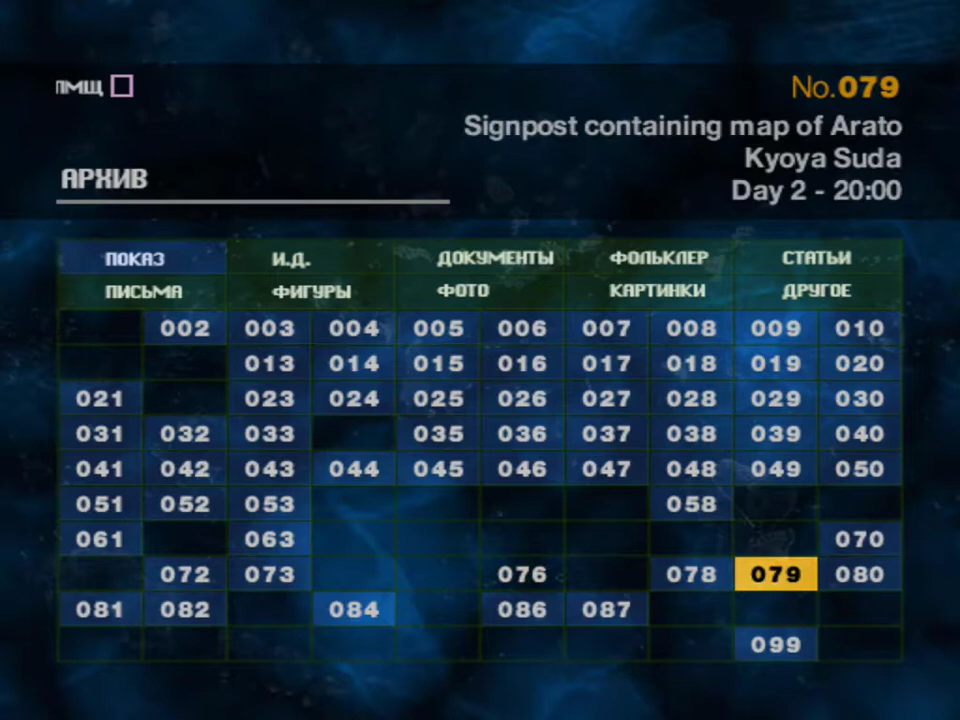 ПМЩ
No.079
Signpost containing map of Arato
Kyoya Suda
Day 2 - 20:00
АРХИВ
ПОКАЗ И.Д. ДОКУМЕНТЫ ФОЛЬКЛЕР СТАТЬИ
ПИСЬМА ФИГУРЫ ФОТО КАРТИНКИ ДРУГОЕ
002 003 004 005 006 007 008 009 010
013 014 015 016 017 018 019 020
021 023 024 025 026 027 028 029 030
031 032 033 035 036 037 038 039 040
041 042 043 044 045 046 047 048 049 050
051 052 053 058
061 063 070
072 073 076 078 079 080
081 082 084 086 087
099